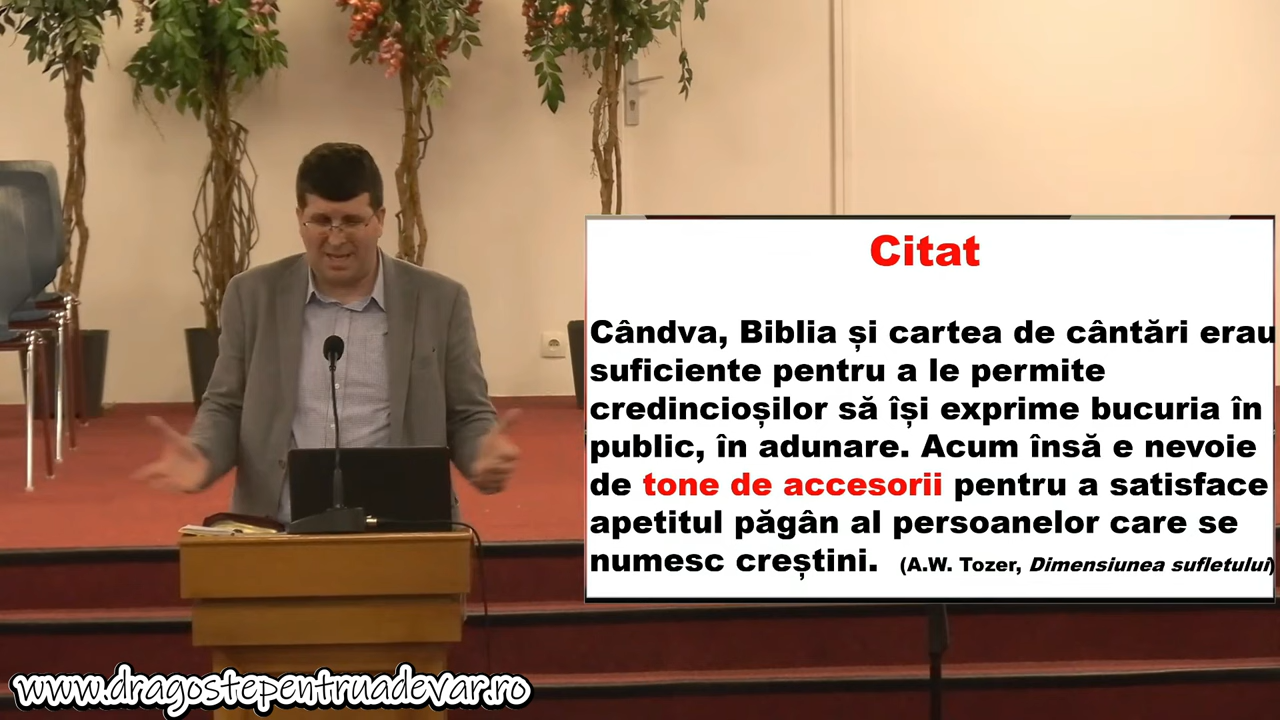 Citat
Cândva, Biblia și cartea de cântări erau
suficiente pentru a le permite
credincioșilor să își exprime bucuria în
public, în adunare. Acum însă e nevoie
de tone de accesorii pentru a satisface
apetitul păgân al persoanelor care se
numesc creștini. (A.W. Tozer, Dimensiunea sufletului)
www.dragostepentruadevar.ro